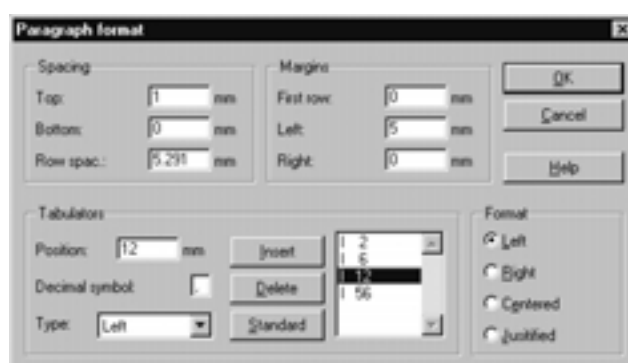 Paragraph format
Spacing
Top: 1 mm
Bottom: 0 mm
Row spac.: 5.291 mm
Margins
First row: 0 mm
Left: 5 mm
Right: 0 mm
OK
Cancel
Help
Tabulators
Position: 12 mm
Decimal symbol: .
Type: Left
Insert
Delete
Standard
l 2
l 6
l 12
l 56
Format
Left
Right
Centered
Justified